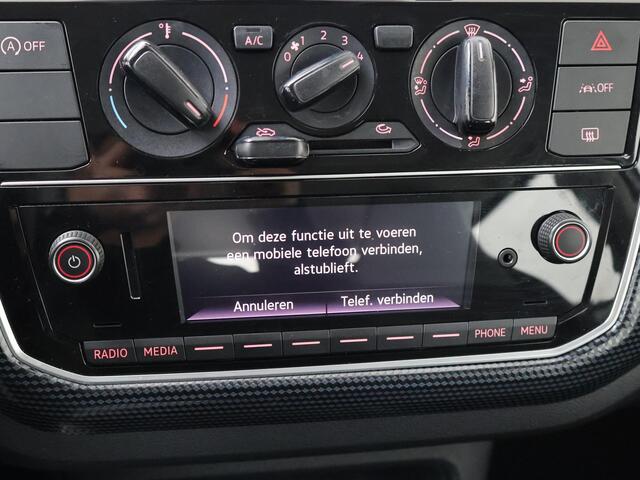 OFF
A/C
0 1 2 3 4
OFF
Om deze functie uit te voeren
een mobiele telefoon verbinden,
alstublieft.
Annuleren Telef. verbinden
RADIO MEDIA PHONE MENU